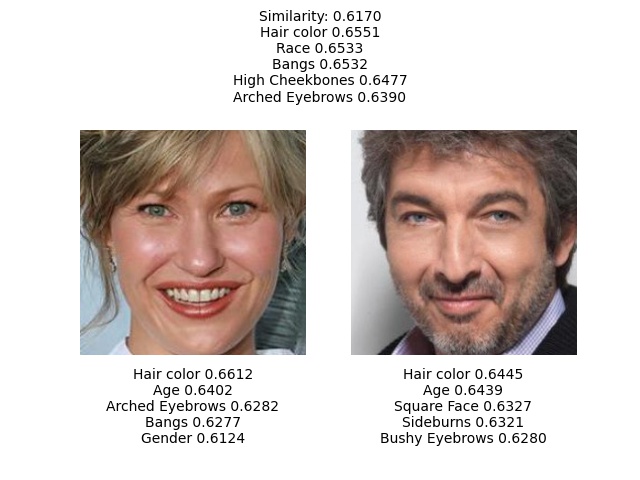 Similarity: 0.6170
Hair color 0.6551
Race 0.6533
Bangs 0.6532
High Cheekbones 0.6477
Arched Eyebrows 0.6390
Hair color 0.6612
Age 0.6402
Arched Eyebrows 0.6282
Bangs 0.6277
Gender 0.6124
Hair color 0.6445
Age 0.6439
Square Face 0.6327
Sideburns 0.6321
Bushy Eyebrows 0.6280